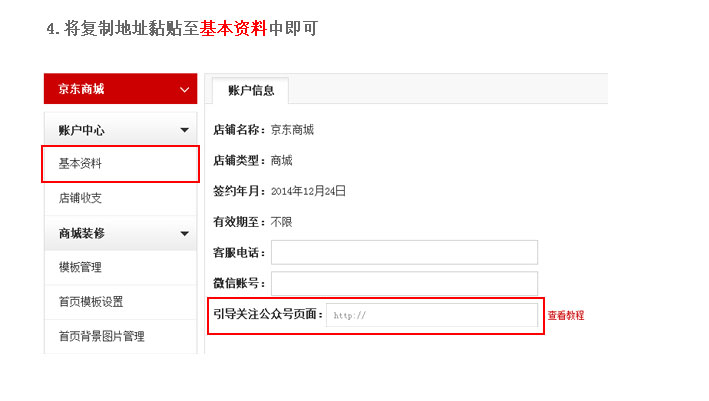 4.将复制地址黏贴至基本资料中即可
京东商城
账户信息
账户中心
基本资料
店铺收支
商城装修
模板管理
首页模板设置
首页背景图片管理
店铺名称：京东商城
店铺类型：商城
签约年月：2014年12月24日
有效期至：不限
客服电话：
微信账号：
引导关注公众号页面： http:// 查看教程